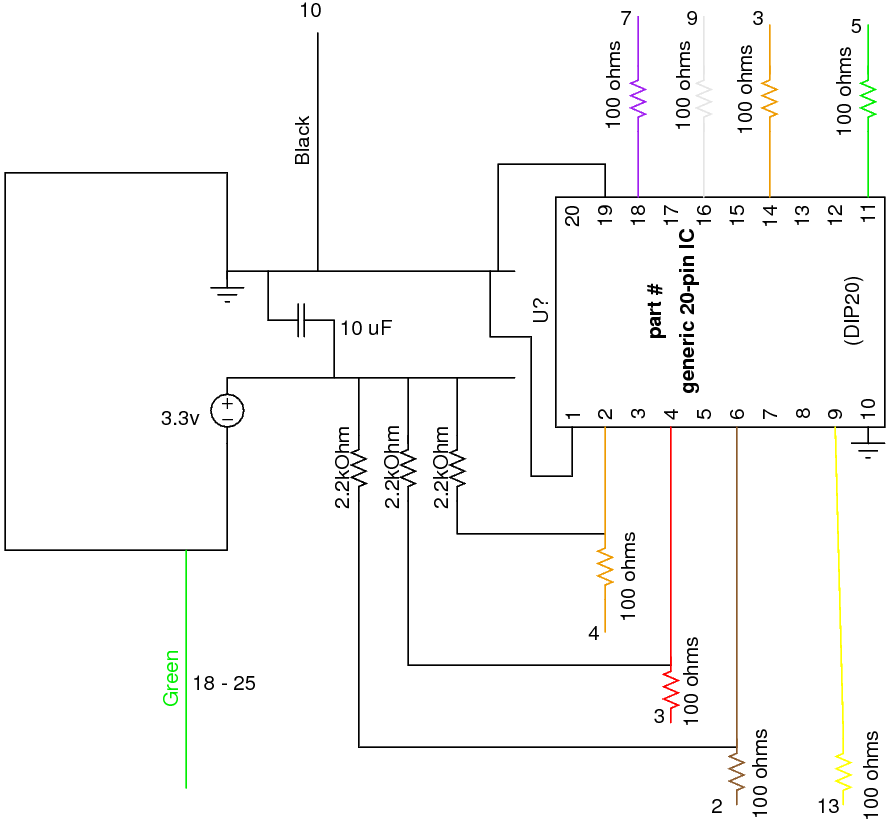 10
7
9
3
5
100 ohms
100 ohms
100 ohms
100 ohms
Black
20
19
18
17
16
15
14
13
12
11
U?
part #
generic 20-pin IC
(DIP20)
10 uF
3.3v
+
−
1
2
3
4
5
6
7
8
9
10
2.2kOhm
2.2kOhm
2.2kOhm
100 ohms
4
Green
18 - 25
100 ohms
3
100 ohms
2
100 ohms
13